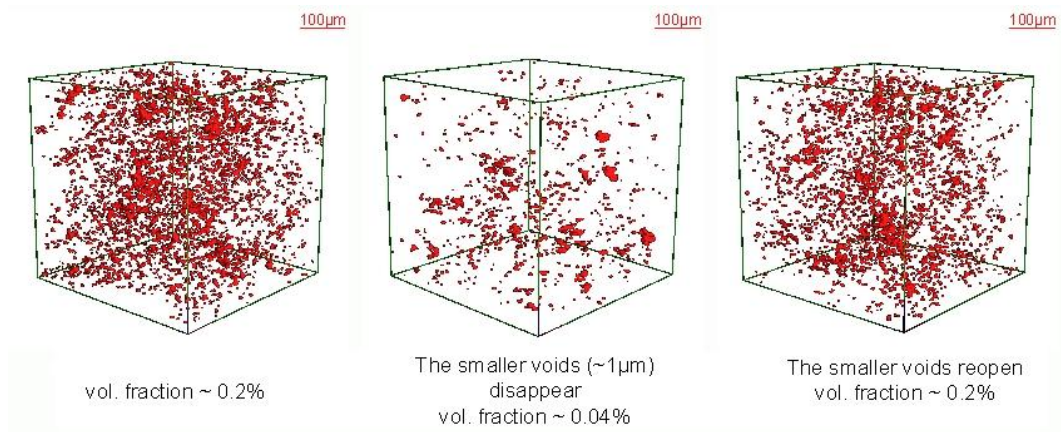 100μm
100μm
100μm
vol. fraction ~ 0.2%
The smaller voids (~1μm)
disappear
vol. fraction ~ 0.04%
The smaller voids reopen
vol. fraction ~ 0.2%